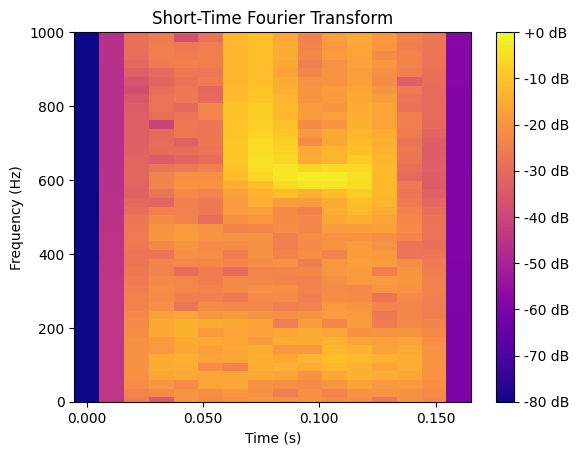 Short-Time Fourier Transform
1000
800
600
400
200
0
Frequency (Hz)
0.000
0.050
0.100
0.150
Time (s)
+0 dB
-10 dB
-20 dB
-30 dB
-40 dB
-50 dB
-60 dB
-70 dB
-80 dB